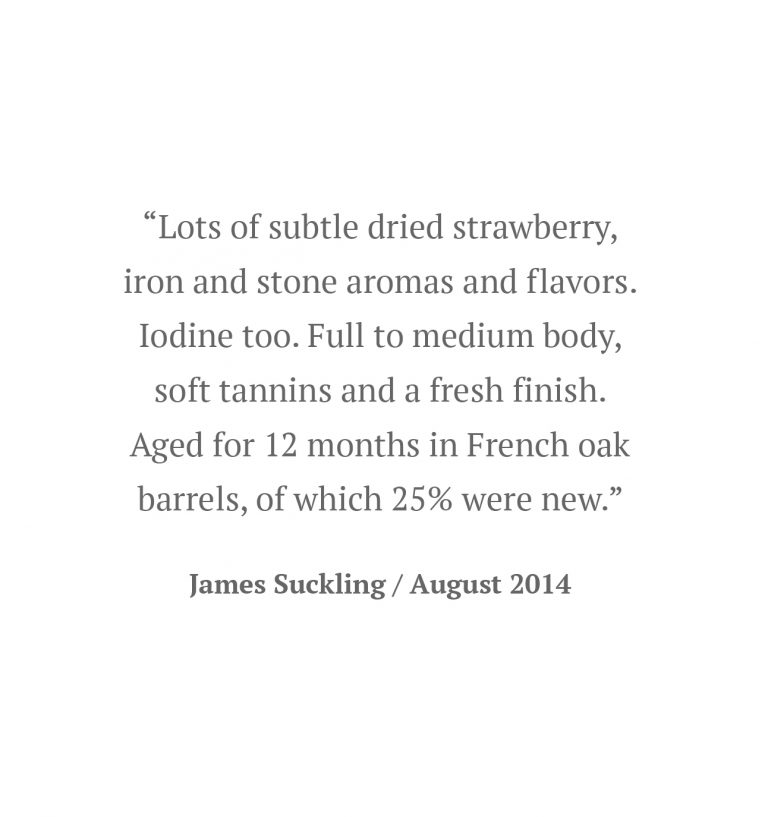 “Lots of subtle dried strawberry,
iron and stone aromas and flavors.
Iodine too. Full to medium body,
soft tannins and a fresh finish.
Aged for 12 months in French oak
barrels, of which 25% were new.”
James Suckling / August 2014